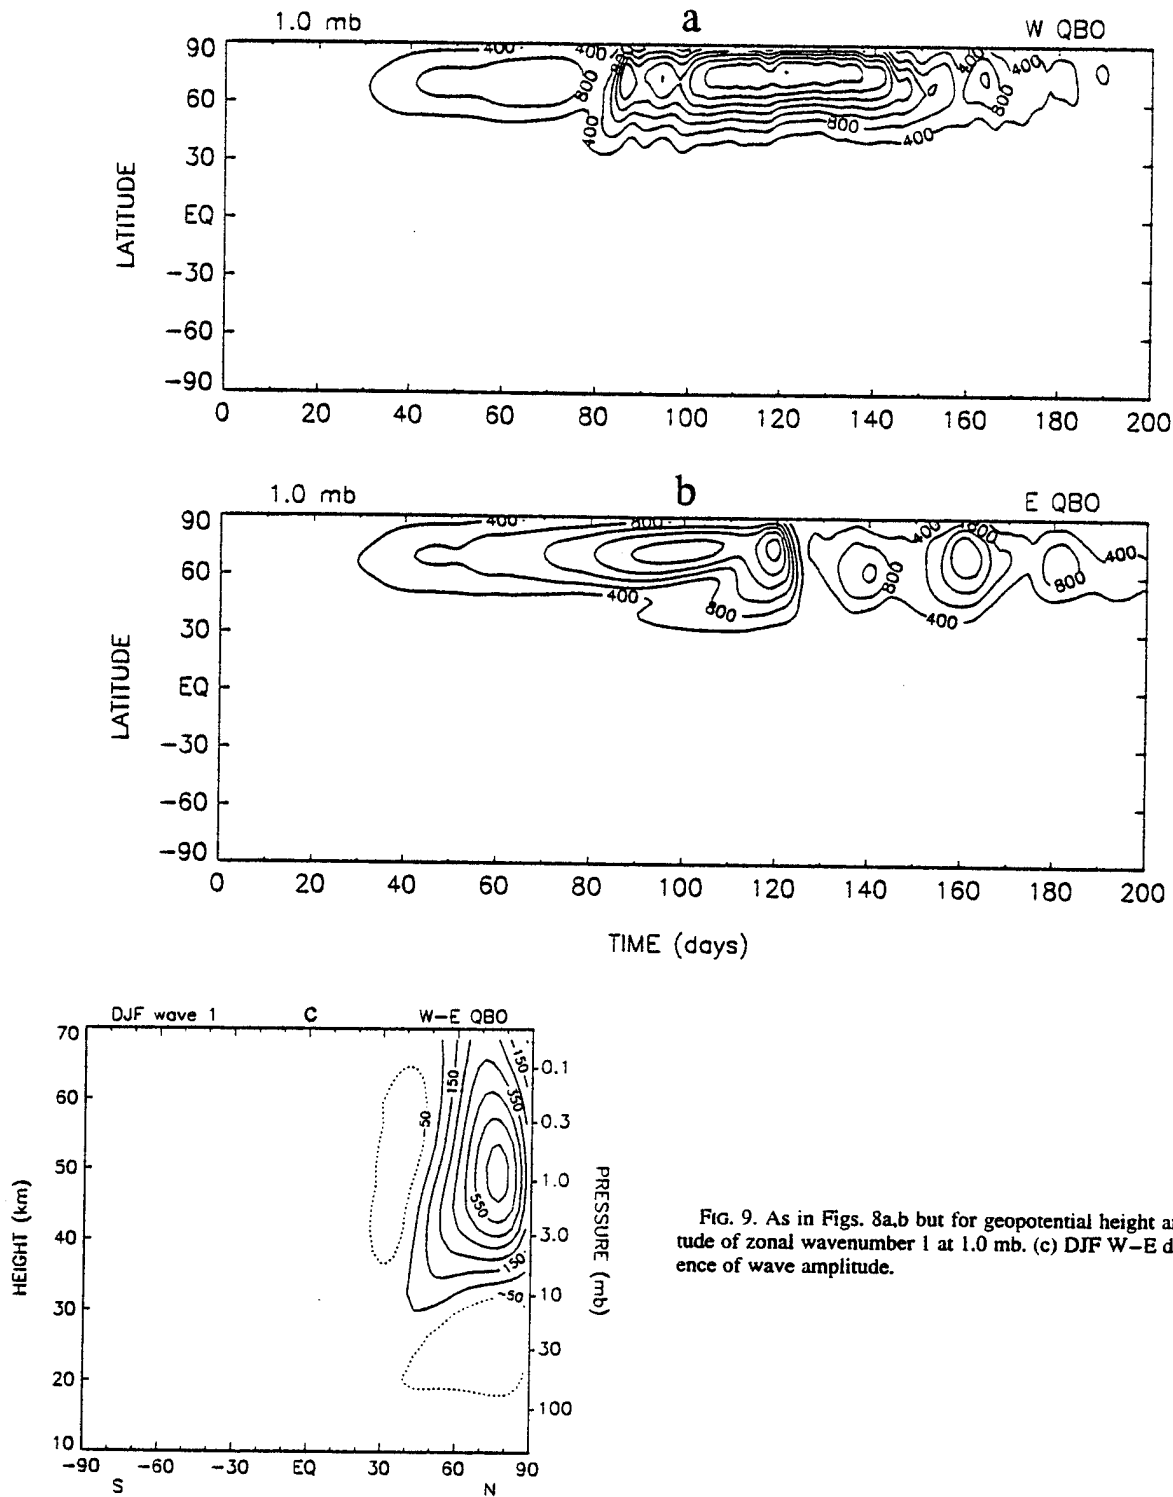 1.0 mb a W QBO
90
60
30
EQ
-30
-60
-90
LATITUDE
400 400 800 800 400 400 400 800 800 400 400
0 20 40 60 80 100 120 140 160 180 200
1.0 mb b E QBO
90
60
30
EQ
-30
-60
-90
LATITUDE
400 800 400 800 400 800 400 400 800 400
0 20 40 60 80 100 120 140 160 180 200
TIME (days)
DJF wave 1 C W-E QBO
70
60
50
40
30
20
10
HEIGHT (km)
-150 150 350 -50 550 150 -50
0.1
0.3
1.0
3.0
10
30
100
PRESSURE (mb)
-90 -60 -30 EQ 30 60 90
S N
FIG. 9. As in Figs. 8a,b but for geopotential height
tude of zonal wavenumber 1 at 1.0 mb. (c) DJF W-E
ence of wave amplitude.